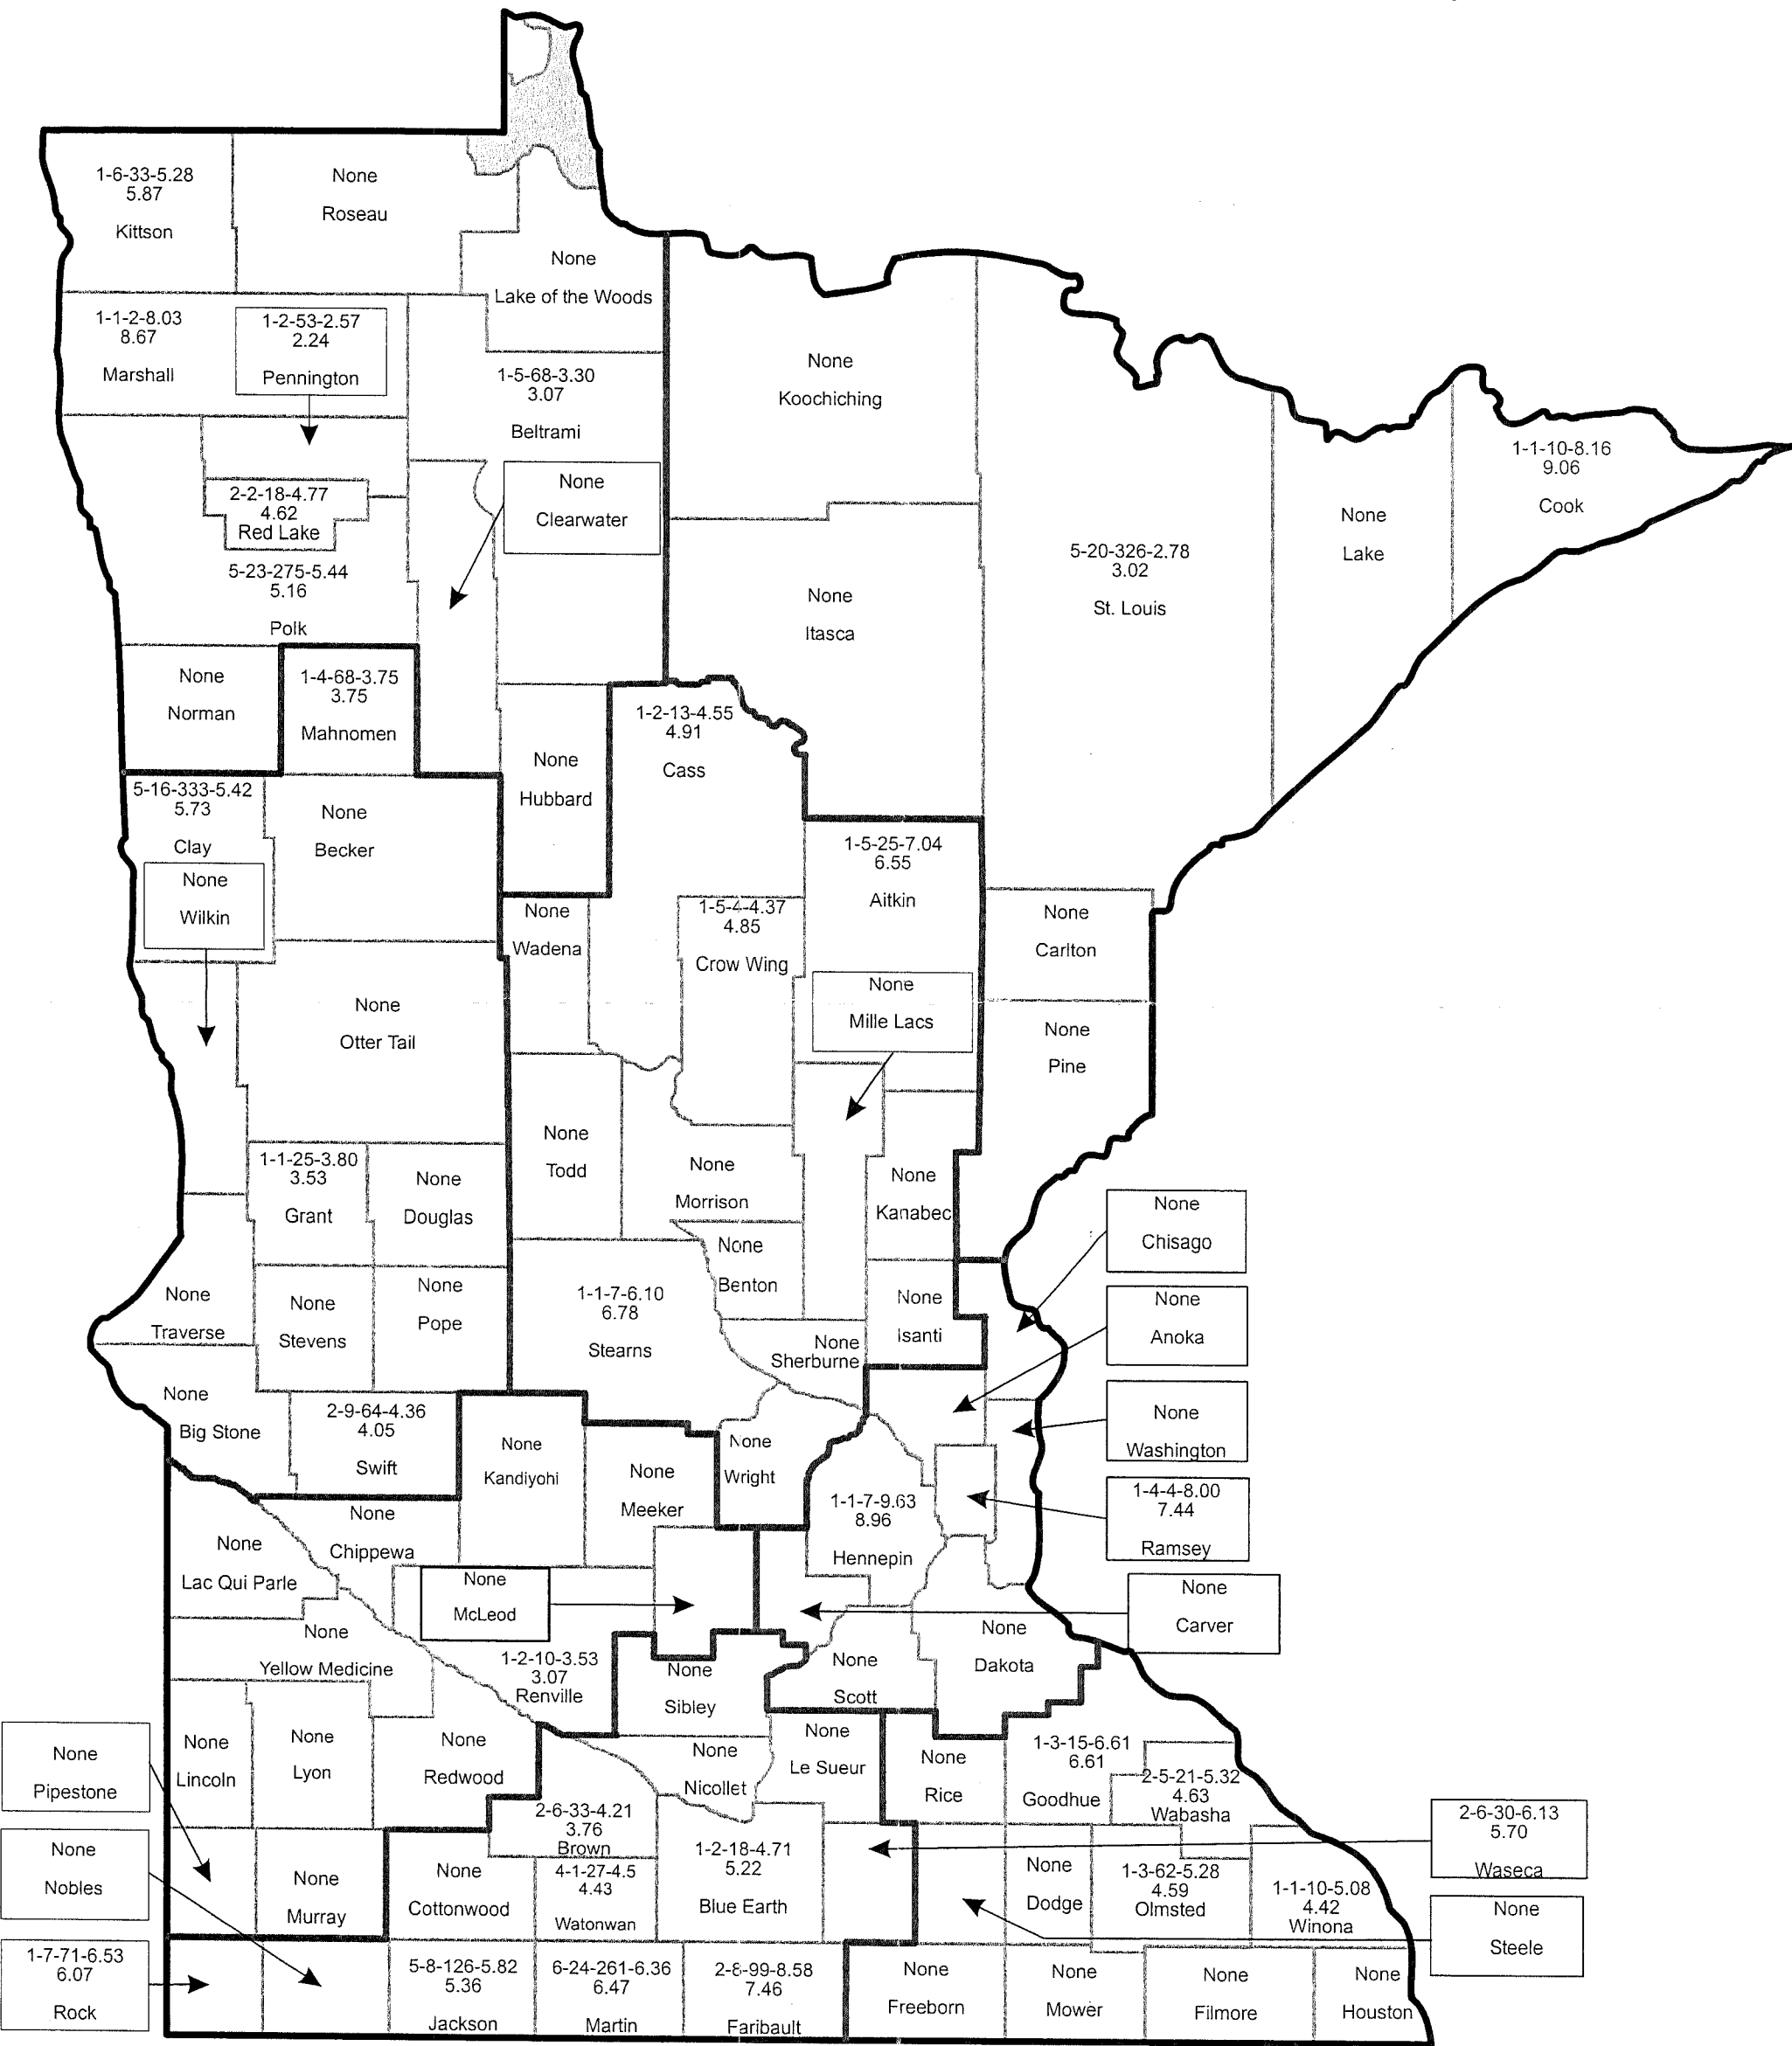 1-6-33-5.28
5.87
Kittson
None
Roseau
None
Lake of the Woods
1-1-2-8.03
8.67
Marshall
1-2-53-2.57
2.24
Pennington
1-5-68-3.30
3.07
Beltrami
None
Koochiching
None
Clearwater
2-2-18-4.77
4.62
Red Lake
5-23-275-5.44
5.16
Polk
None
Itasca
5-20-326-2.78
3.02
St. Louis
None
Lake
1-1-10-8.16
9.06
Cook
None
Norman
1-4-68-3.75
3.75
Mahnomen
None
Hubbard
1-2-13-4.55
4.91
Cass
5-16-333-5.42
5.73
Clay
None
Becker
None
Wilkin
None
Wadena
1-5-4-4.37
4.85
Crow Wing
1-5-25-7.04
6.55
Aitkin
None
Carlton
None
Otter Tail
None
Mille Lacs
None
Pine
1-1-25-3.80
3.53
Grant
None
Douglas
None
Todd
None
Morrison
None
Kanabec
None
Chisago
None
Traverse
None
Stevens
None
Pope
1-1-7-6.10
6.78
Stearns
None
Benton
None
Sherburne
None
Isanti
None
Anoka
None
Big Stone
2-9-64-4.36
4.05
Swift
None
Kandiyohi
None
Meeker
None
Wright
None
Washington
1-1-7-9.63
8.96
Hennepin
1-4-4-8.00
7.44
Ramsey
None
Lac Qui Parle
None
Chippewa
None
McLeod
None
Carver
None
Yellow Medicine
1-2-10-3.53
3.07
Renville
None
Sibley
None
Scott
None
Dakota
None
Pipestone
None
Lincoln
None
Lyon
None
Redwood
None
Nicollet
None
Le Sueur
None
Rice
1-3-15-6.61
6.61
Goodhue
2-5-21-5.32
4.63
Wabasha
None
Nobles
None
Murray
None
Cottonwood
2-6-33-4.21
3.76
Brown
4-1-27-4.5
4.43
Watonwan
1-2-18-4.71
5.22
Blue Earth
2-6-30-6.13
5.70
Waseca
None
Dodge
1-3-62-5.28
4.59
Olmsted
1-1-10-5.08
4.42
Winona
None
Steele
1-7-71-6.53
6.07
Rock
5-8-126-5.82
5.36
Jackson
6-24-261-6.36
6.47
Martin
2-8-99-8.58
7.46
Faribault
None
Freeborn
None
Mower
None
Filmore
None
Houston